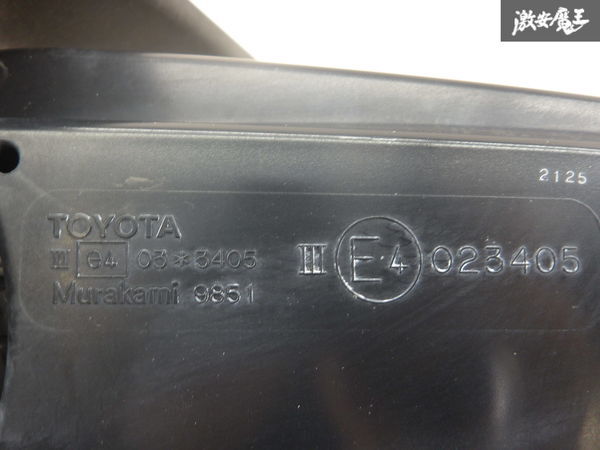 激安魔王
2125
TOYOTA
III e4 03*3405
Murakami 9851
III E4 023405